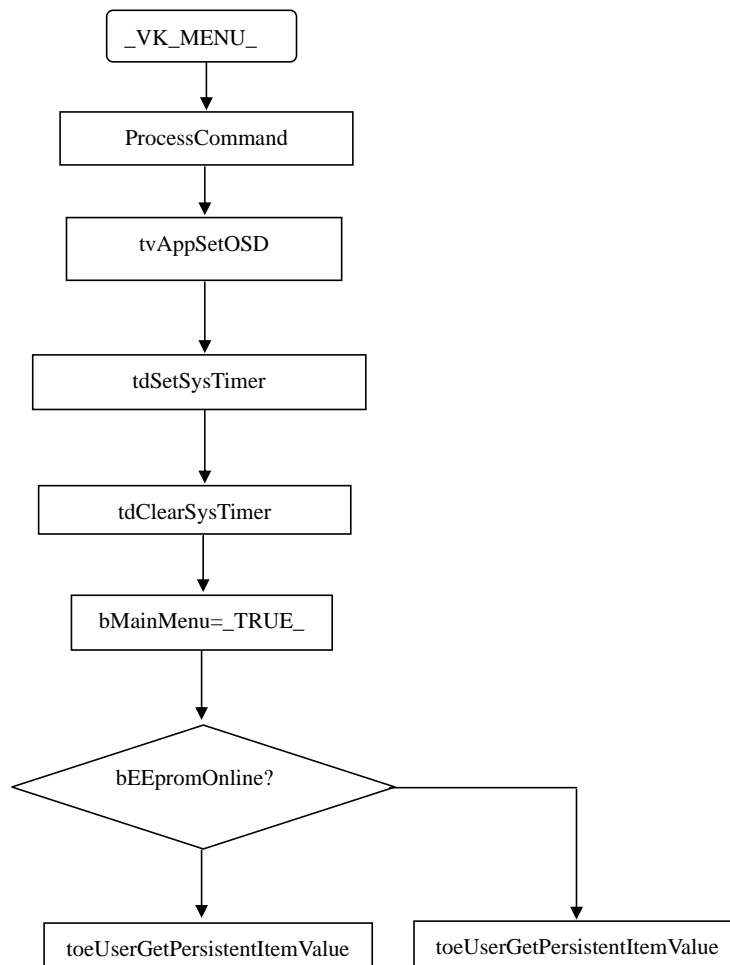 _VK_MENU_
ProcessCommand
tvAppSetOSD
tdSetSysTimer
tdClearSysTimer
bMainMenu=_TRUE_
bEEpromOnline?
toeUserGetPersistentItemValue
toeUserGetPersistentItemValue